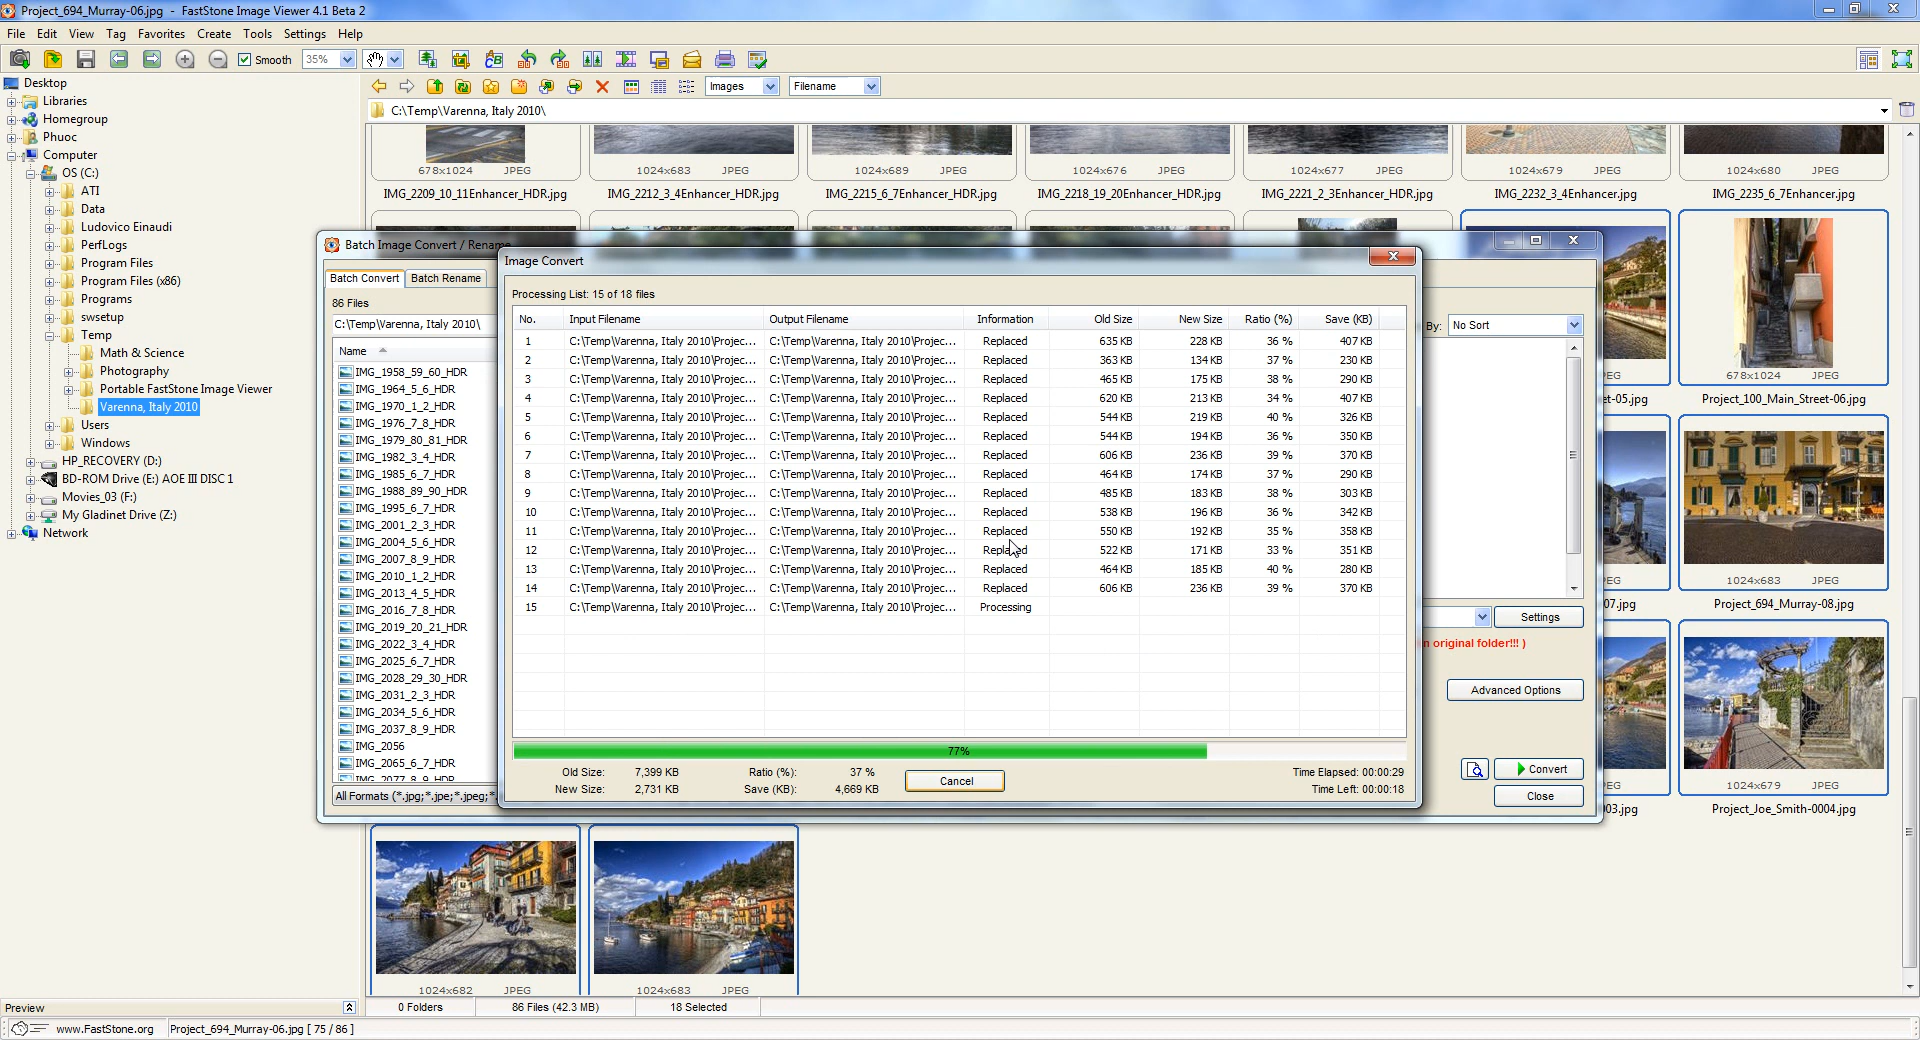 Project_694_Murray-06.jpg - FastStone Image Viewer 4.1 Beta 2
File Edit View Tag Favorites Create Tools Settings Help
Smooth 35%
Images Filename
C:\Temp\Varenna, Italy 2010\
Desktop
Libraries
Homegroup
Phuoc
Computer
OS (C:)
ATI
Data
Ludovico Einaudi
PerfLogs
Program Files
Program Files (x86)
Programs
swsetup
Temp
Math & Science
Photography
Portable FastStone Image Viewer
Varenna, Italy 2010
Users
Windows
HP_RECOVERY (D:)
BD-ROM Drive (E:) AOE III DISC 1
Movies_03 (F:)
My Gladinet Drive (Z:)
Network
678x1024 JPEG 1024x683 JPEG 1024x689 JPEG 1024x676 JPEG 1024x677 JPEG 1024x679 JPEG 1024x680 JPEG
IMG_2209_10_11Enhancer_HDR.jpg IMG_2212_3_4Enhancer_HDR.jpg IMG_2215_6_7Enhancer_HDR.jpg IMG_2218_19_20Enhancer_HDR.jpg IMG_2221_2_3Enhancer_HDR.jpg IMG_2232_3_4Enhancer.jpg IMG_2235_6_7Enhancer.jpg
Batch Image Convert / Rename
Batch Convert Batch Rename
86 Files
C:\Temp\Varenna, Italy 2010\
Name
IMG_1958_59_60_HDR
IMG_1964_5_6_HDR
IMG_1970_1_2_HDR
IMG_1976_7_8_HDR
IMG_1979_80_81_HDR
IMG_1982_3_4_HDR
IMG_1985_6_7_HDR
IMG_1988_89_90_HDR
IMG_1995_6_7_HDR
IMG_2001_2_3_HDR
IMG_2004_5_6_HDR
IMG_2007_8_9_HDR
IMG_2010_1_2_HDR
IMG_2013_4_5_HDR
IMG_2016_7_8_HDR
IMG_2019_20_21_HDR
IMG_2022_3_4_HDR
IMG_2025_6_7_HDR
IMG_2028_29_30_HDR
IMG_2031_2_3_HDR
IMG_2034_5_6_HDR
IMG_2037_8_9_HDR
IMG_2056
IMG_2065_6_7_HDR
IMG_2077_8_9_HDR
All Formats (*.jpg;*.jpe;*.jpeg;*.
Image Convert
Processing List: 15 of 18 files
No. Input Filename Output Filename Information Old Size New Size Ratio (%) Save (KB)
1 C:\Temp\Varenna, Italy 2010\Projec... C:\Temp\Varenna, Italy 2010\Projec... Replaced 635 KB 228 KB 36 % 407 KB
2 C:\Temp\Varenna, Italy 2010\Projec... C:\Temp\Varenna, Italy 2010\Projec... Replaced 363 KB 134 KB 37 % 230 KB
3 C:\Temp\Varenna, Italy 2010\Projec... C:\Temp\Varenna, Italy 2010\Projec... Replaced 465 KB 175 KB 38 % 290 KB
4 C:\Temp\Varenna, Italy 2010\Projec... C:\Temp\Varenna, Italy 2010\Projec... Replaced 620 KB 213 KB 34 % 407 KB
5 C:\Temp\Varenna, Italy 2010\Projec... C:\Temp\Varenna, Italy 2010\Projec... Replaced 544 KB 219 KB 40 % 326 KB
6 C:\Temp\Varenna, Italy 2010\Projec... C:\Temp\Varenna, Italy 2010\Projec... Replaced 544 KB 194 KB 36 % 350 KB
7 C:\Temp\Varenna, Italy 2010\Projec... C:\Temp\Varenna, Italy 2010\Projec... Replaced 606 KB 236 KB 39 % 370 KB
8 C:\Temp\Varenna, Italy 2010\Projec... C:\Temp\Varenna, Italy 2010\Projec... Replaced 464 KB 174 KB 37 % 290 KB
9 C:\Temp\Varenna, Italy 2010\Projec... C:\Temp\Varenna, Italy 2010\Projec... Replaced 485 KB 183 KB 38 % 303 KB
10 C:\Temp\Varenna, Italy 2010\Projec... C:\Temp\Varenna, Italy 2010\Projec... Replaced 538 KB 196 KB 36 % 342 KB
11 C:\Temp\Varenna, Italy 2010\Projec... C:\Temp\Varenna, Italy 2010\Projec... Replaced 550 KB 192 KB 35 % 358 KB
12 C:\Temp\Varenna, Italy 2010\Projec... C:\Temp\Varenna, Italy 2010\Projec... Replaced 522 KB 171 KB 33 % 351 KB
13 C:\Temp\Varenna, Italy 2010\Projec... C:\Temp\Varenna, Italy 2010\Projec... Replaced 464 KB 185 KB 40 % 280 KB
14 C:\Temp\Varenna, Italy 2010\Projec... C:\Temp\Varenna, Italy 2010\Projec... Replaced 606 KB 236 KB 39 % 370 KB
15 C:\Temp\Varenna, Italy 2010\Projec... C:\Temp\Varenna, Italy 2010\Projec... Processing
77%
Old Size: 7,399 KB Ratio (%): 37 % Cancel Time Elapsed: 00:00:29
New Size: 2,731 KB Save (KB): 4,669 KB Time Left: 00:00:18
By: No Sort
Settings
n original folder!!! )
Advanced Options
Convert
Close
EG 678x1024 JPEG
et-05.jpg Project_100_Main_Street-06.jpg
EG 1024x683 JPEG
07.jpg Project_694_Murray-08.jpg
EG 1024x679 JPEG
03.jpg Project_Joe_Smith-0004.jpg
1024x682 JPEG 1024x683 JPEG
Preview 0 Folders 86 Files (42.3 MB) 18 Selected
www.FastStone.org Project_694_Murray-06.jpg [ 75 / 86 ]